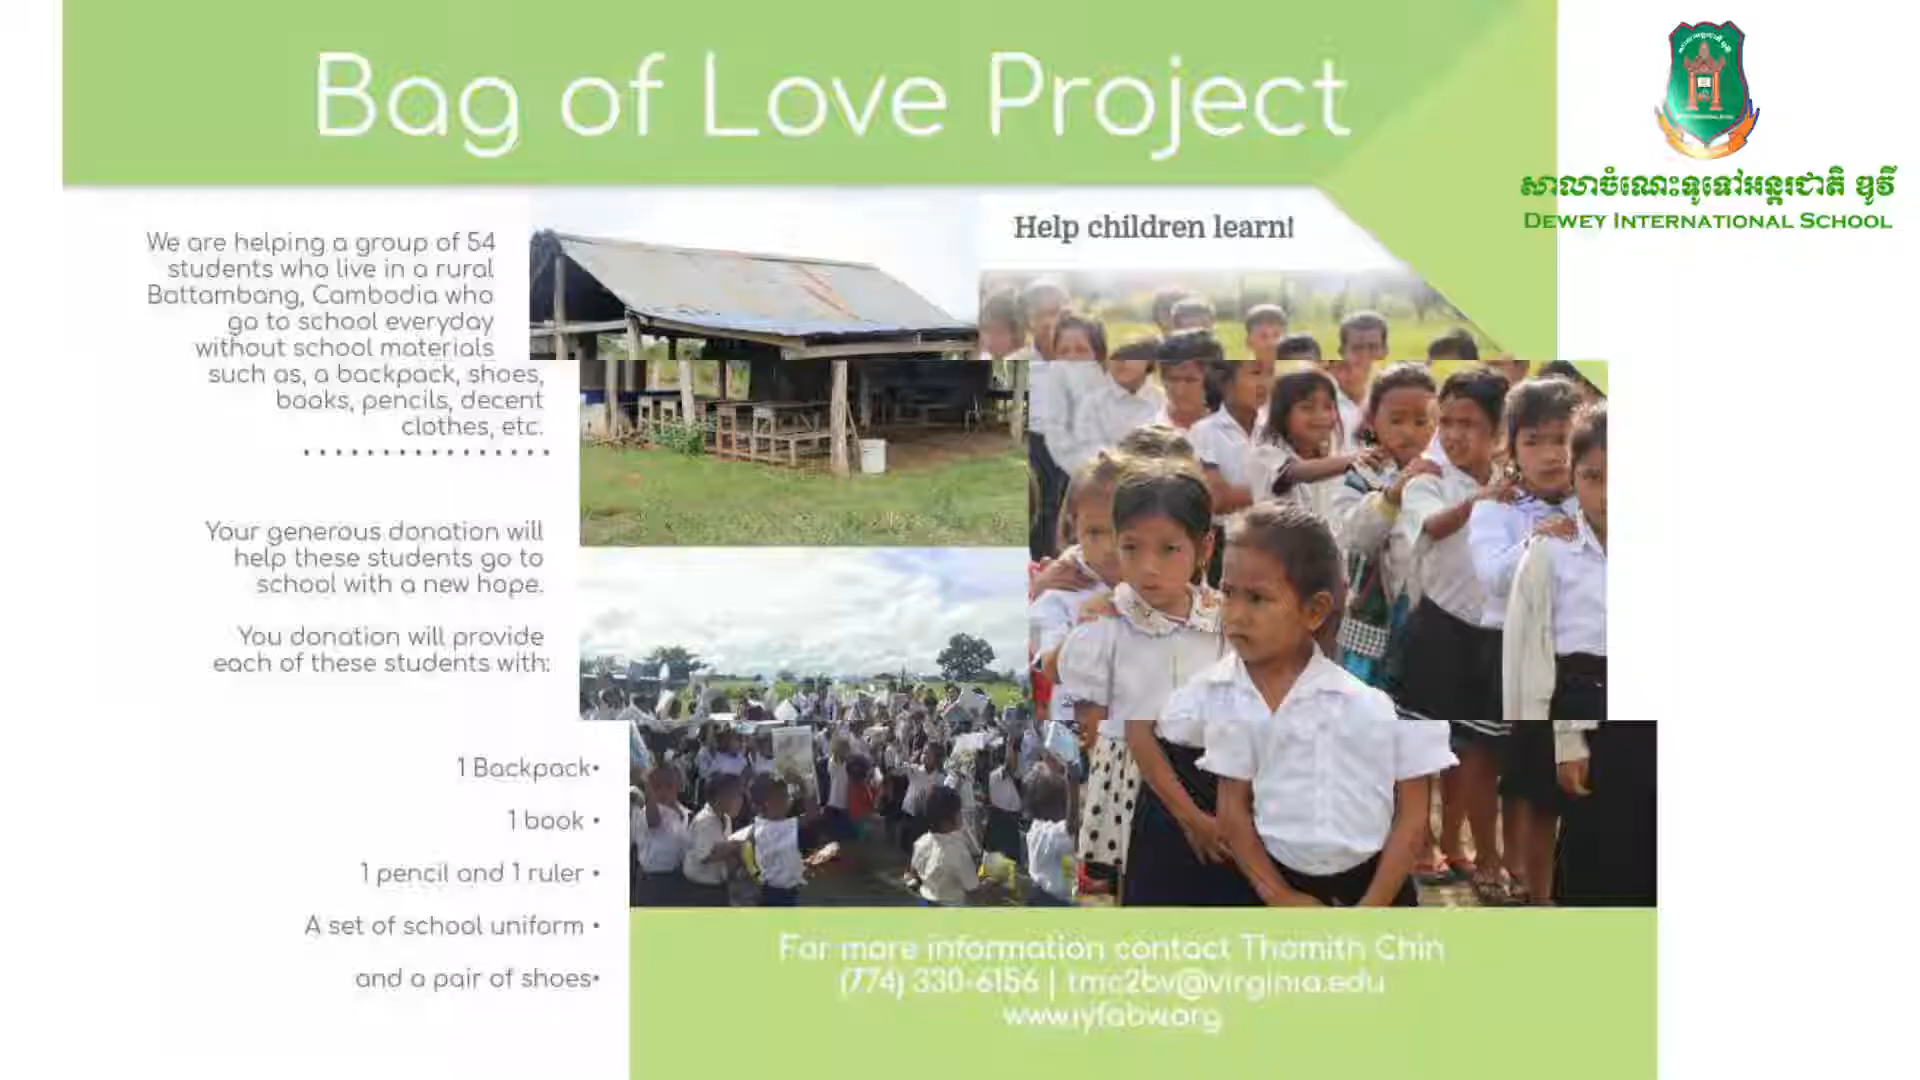 Bag of Love Project
សាលាចំណេះទូទៅអន្តរជាតិ ឌូវី
DEWEY INTERNATIONAL SCHOOL
We are helping a group of 54
students who live in a rural
Battambang, Cambodia who
go to school everyday
without school materials
such as, a backpack, shoes,
books, pencils, decent
clothes, etc.
Your generous donation will
help these students go to
school with a new hope.
You donation will provide
each of these students with:
1 Backpack•
1 book •
1 pencil and 1 ruler •
A set of school uniform •
and a pair of shoes•
Help children learn!
For more information contact Thomith Chin
(774) 330-6156 | tmc2bv@virginia.edu
www.iyfabw.org